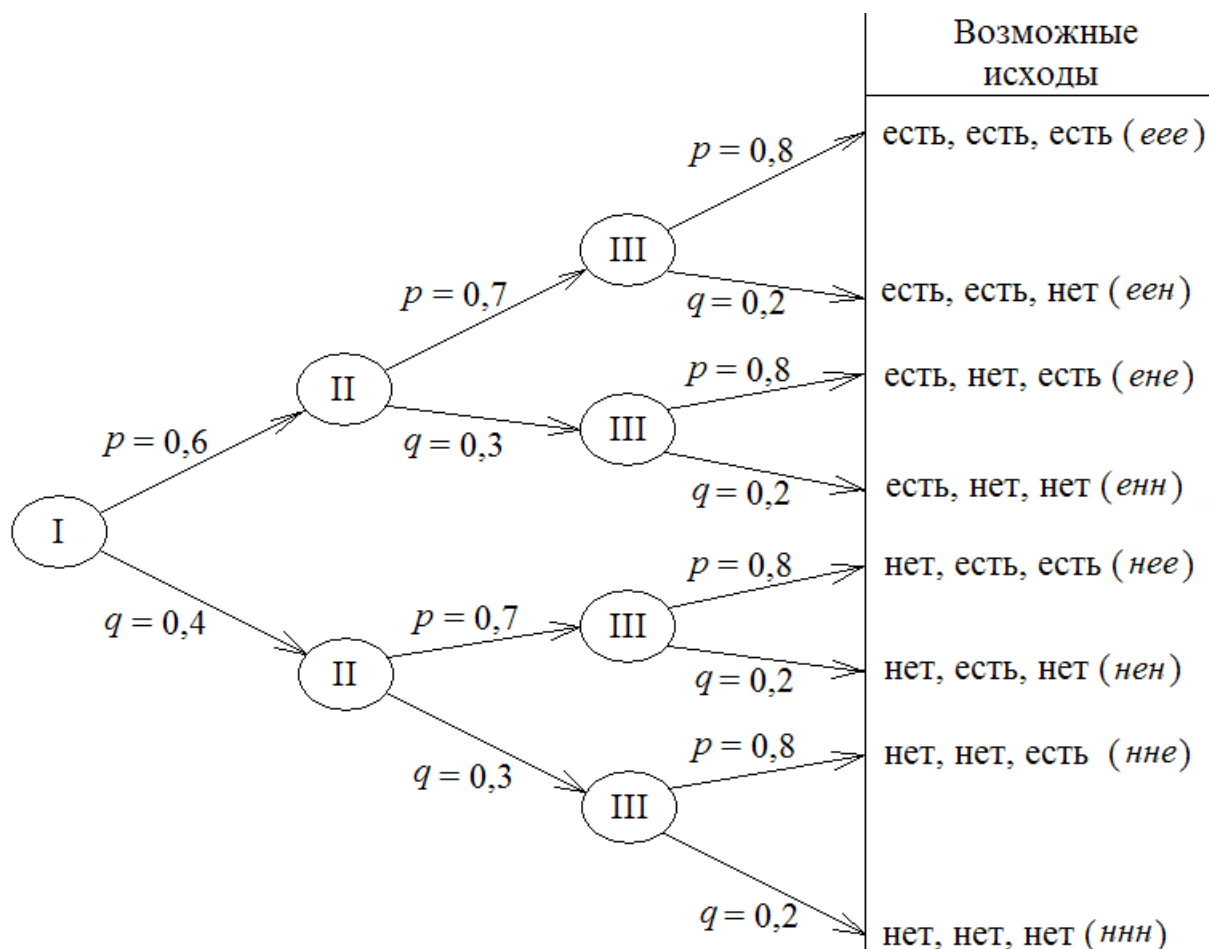 Возможные
исходы
p = 0,8
есть, есть, есть (еее)
III
p = 0,7
q = 0,2
есть, есть, нет (еен)
II
p = 0,8
есть, нет, есть (ене)
p = 0,6
q = 0,3
III
q = 0,2
есть, нет, нет (енн)
I
p = 0,8
нет, есть, есть (нее)
q = 0,4
p = 0,7
III
II
q = 0,2
нет, есть, нет (нен)
p = 0,8
нет, нет, есть (нне)
q = 0,3
III
q = 0,2
нет, нет, нет (ннн)